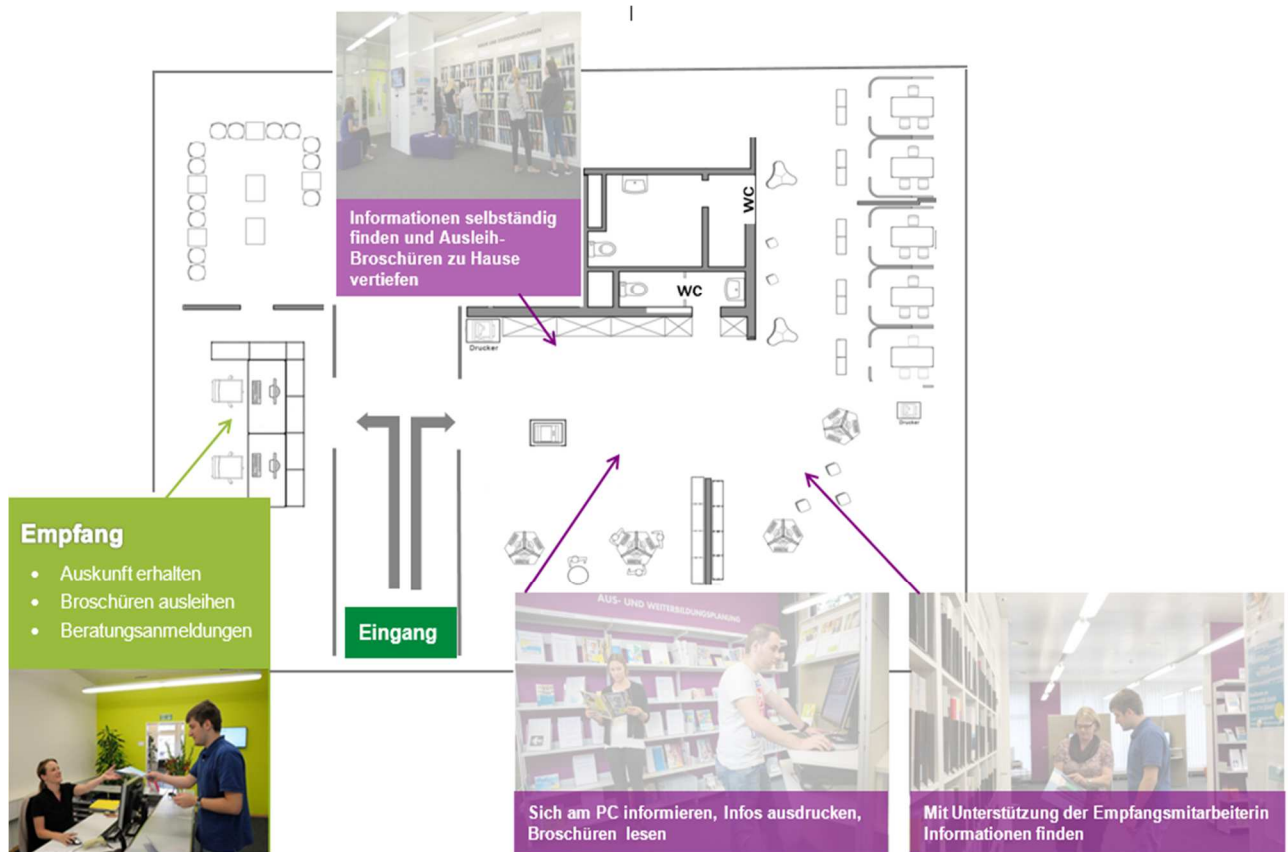 Informationen selbständig
finden und Ausleih-
Broschüren zu Hause
vertiefen
WC
WC
Drucker
Drucker
Empfang
• Auskunft erhalten
• Broschüren ausleihen
• Beratungsanmeldungen
Eingang
AUS- UND WEITERBILDUNGSPLANUNG
Sich am PC informieren, Infos ausdrucken,
Broschüren lesen
Mit Unterstützung der Empfangsmitarbeiterin
Informationen finden